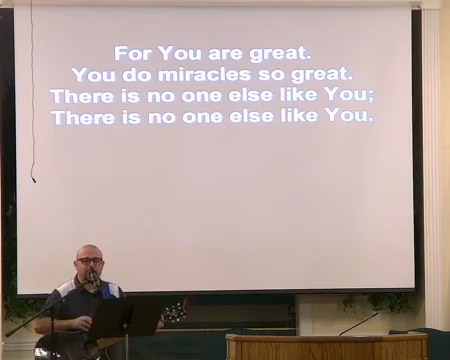 For You are great.
You do miracles so great.
There is no one else like You;
There is no one else like You.